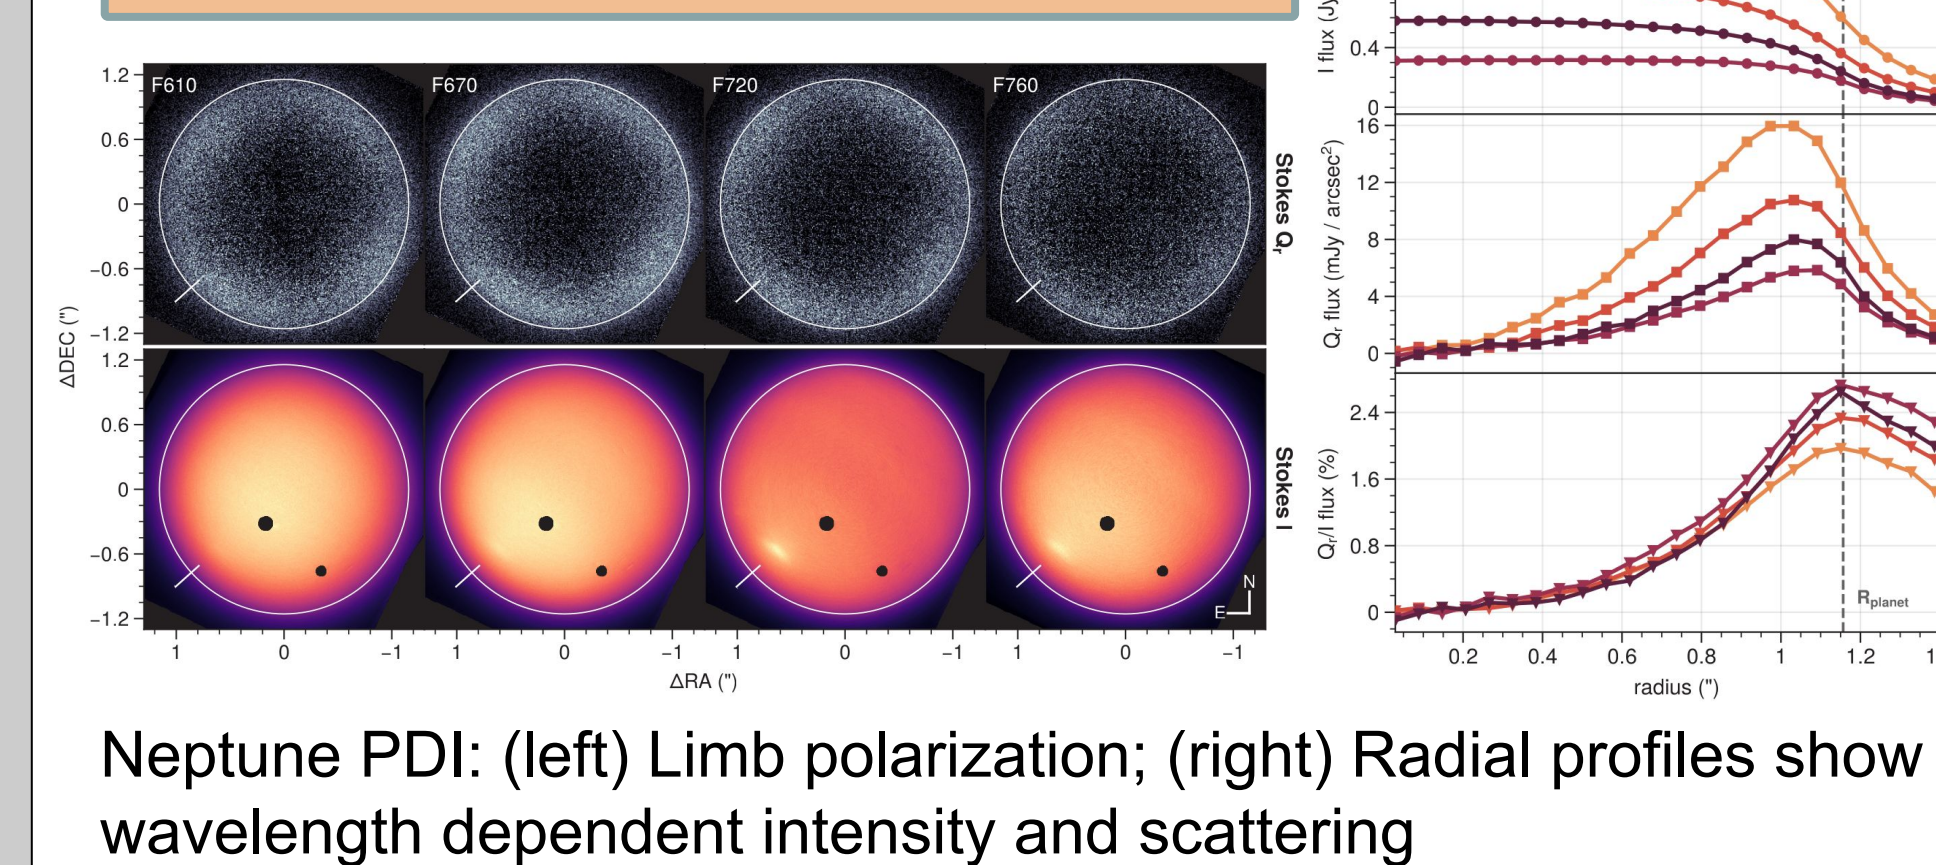 F610 F670 F720 F760
1.2
0.6
0
−0.6
−1.2
Stokes Qr
ΔDEC (")
1.2
0.6
0
−0.6
−1.2
Stokes I
N
E
1 0 −1 1 0 −1 1 0 −1 1 0 −1
ΔRA (")
I flux (Jy
0.4
0
16
12
8
4
0
Qr flux (mJy / arcsec²)
2.4
1.6
0.8
0
Qr/I flux (%)
Rplanet
0.2 0.4 0.6 0.8 1 1.2 1
radius (")
Neptune PDI: (left) Limb polarization; (right) Radial profiles show
wavelength dependent intensity and scattering